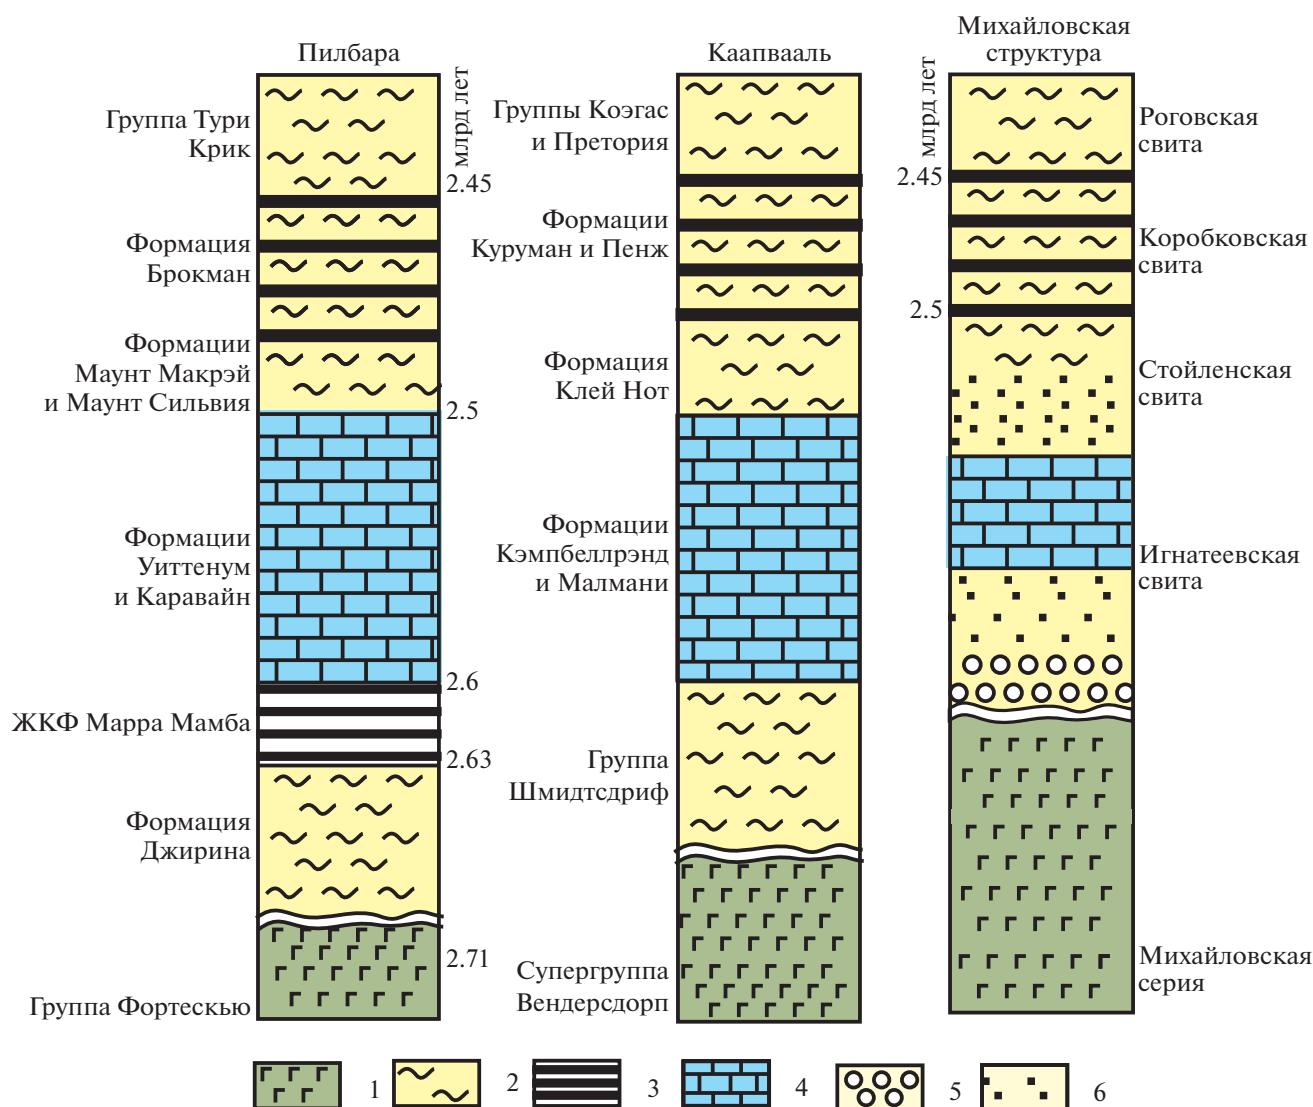 Пилбара
млрд лет
Группа Тури
Крик
2.45
Формация
Брокман
Формации
Маунт Макрэй
и Маунт Сильвия
2.5
Формации
Уиттенум
и Каравайн
2.6
ЖКФ Марра Мамба
2.63
Формация
Джирина
2.71
Группа Фортескью
Каапвааль
Группы Коэгас
и Претория
Формации
Куруман и Пенж
Формация
Клей Нот
Формации
Кэмпбеллрэнд
и Малмани
Группа
Шмидтсдриф
Супергруппа
Вендерсдорп
Михайловская
структура
млрд лет
Роговская
свита
2.45
Коробковская
свита
2.5
Стойленская
свита
Игнатеевская
свита
Михайловская
серия
1
2
3
4
5
6